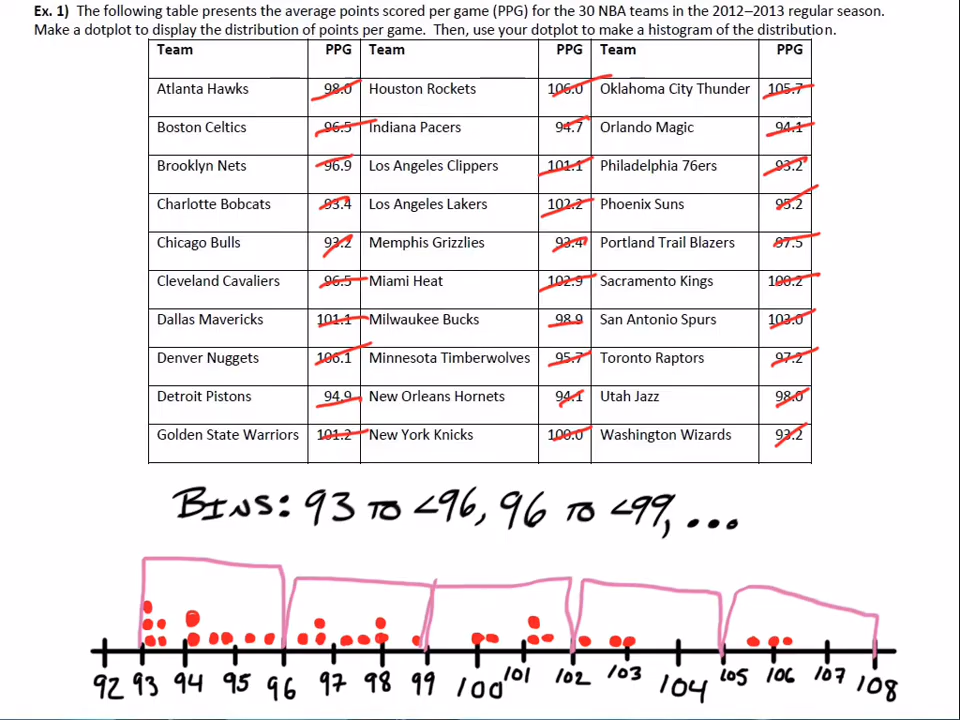 Ex. 1) The following table presents the average points scored per game (PPG) for the 30 NBA teams in the 2012–2013 regular season.
Make a dotplot to display the distribution of points per game. Then, use your dotplot to make a histogram of the distribution.
Team PPG Team PPG Team PPG
Atlanta Hawks 98.0 Houston Rockets 106.0 Oklahoma City Thunder 105.7
Boston Celtics 96.5 Indiana Pacers 94.7 Orlando Magic 94.1
Brooklyn Nets 96.9 Los Angeles Clippers 101.1 Philadelphia 76ers 93.2
Charlotte Bobcats 93.4 Los Angeles Lakers 102.2 Phoenix Suns 95.2
Chicago Bulls 93.2 Memphis Grizzlies 93.4 Portland Trail Blazers 97.5
Cleveland Cavaliers 96.5 Miami Heat 102.9 Sacramento Kings 100.2
Dallas Mavericks 101.1 Milwaukee Bucks 98.9 San Antonio Spurs 103.0
Denver Nuggets 106.1 Minnesota Timberwolves 95.7 Toronto Raptors 97.2
Detroit Pistons 94.9 New Orleans Hornets 94.1 Utah Jazz 98.0
Golden State Warriors 101.2 New York Knicks 100.0 Washington Wizards 93.2
BINS: 93 TO <96, 96 TO <99, ...
92 93 94 95 96 97 98 99 100 101 102 103 104 105 106 107 108